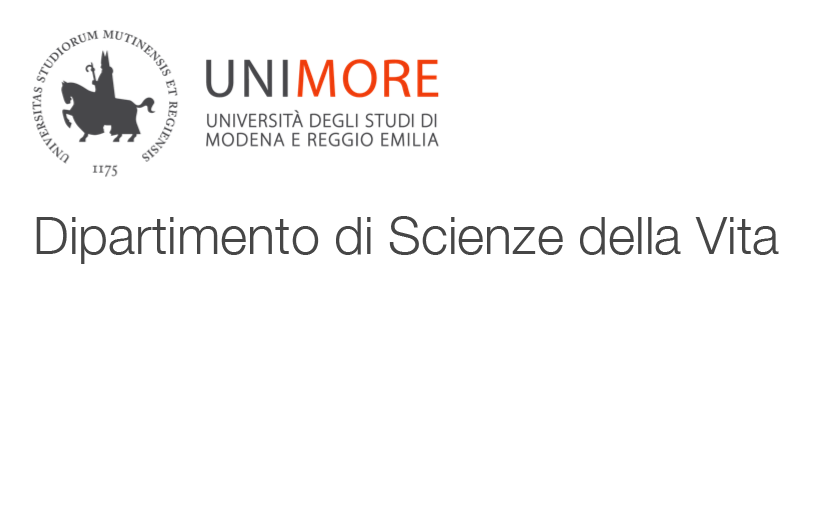 UNIVERSITAS STUDIORUM MUTINENSIS ET REGIENSIS
1175
UNIMORE
UNIVERSITÀ DEGLI STUDI DI
MODENA E REGGIO EMILIA
Dipartimento di Scienze della Vita